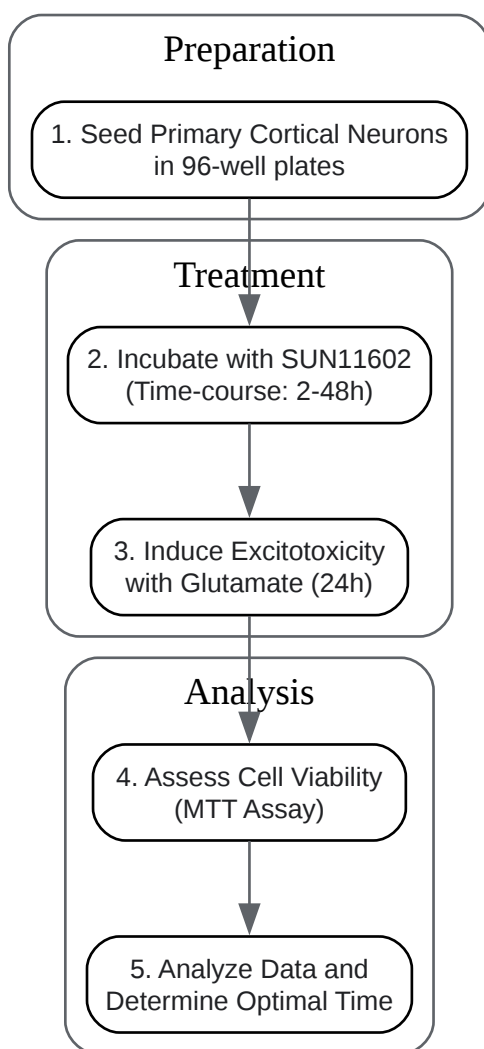 Preparation
1. Seed Primary Cortical Neurons
in 96-well plates
Treatment
2. Incubate with SUN11602
(Time-course: 2-48h)
3. Induce Excitotoxicity
with Glutamate (24h)
Analysis
4. Assess Cell Viability
(MTT Assay)
5. Analyze Data and
Determine Optimal Time